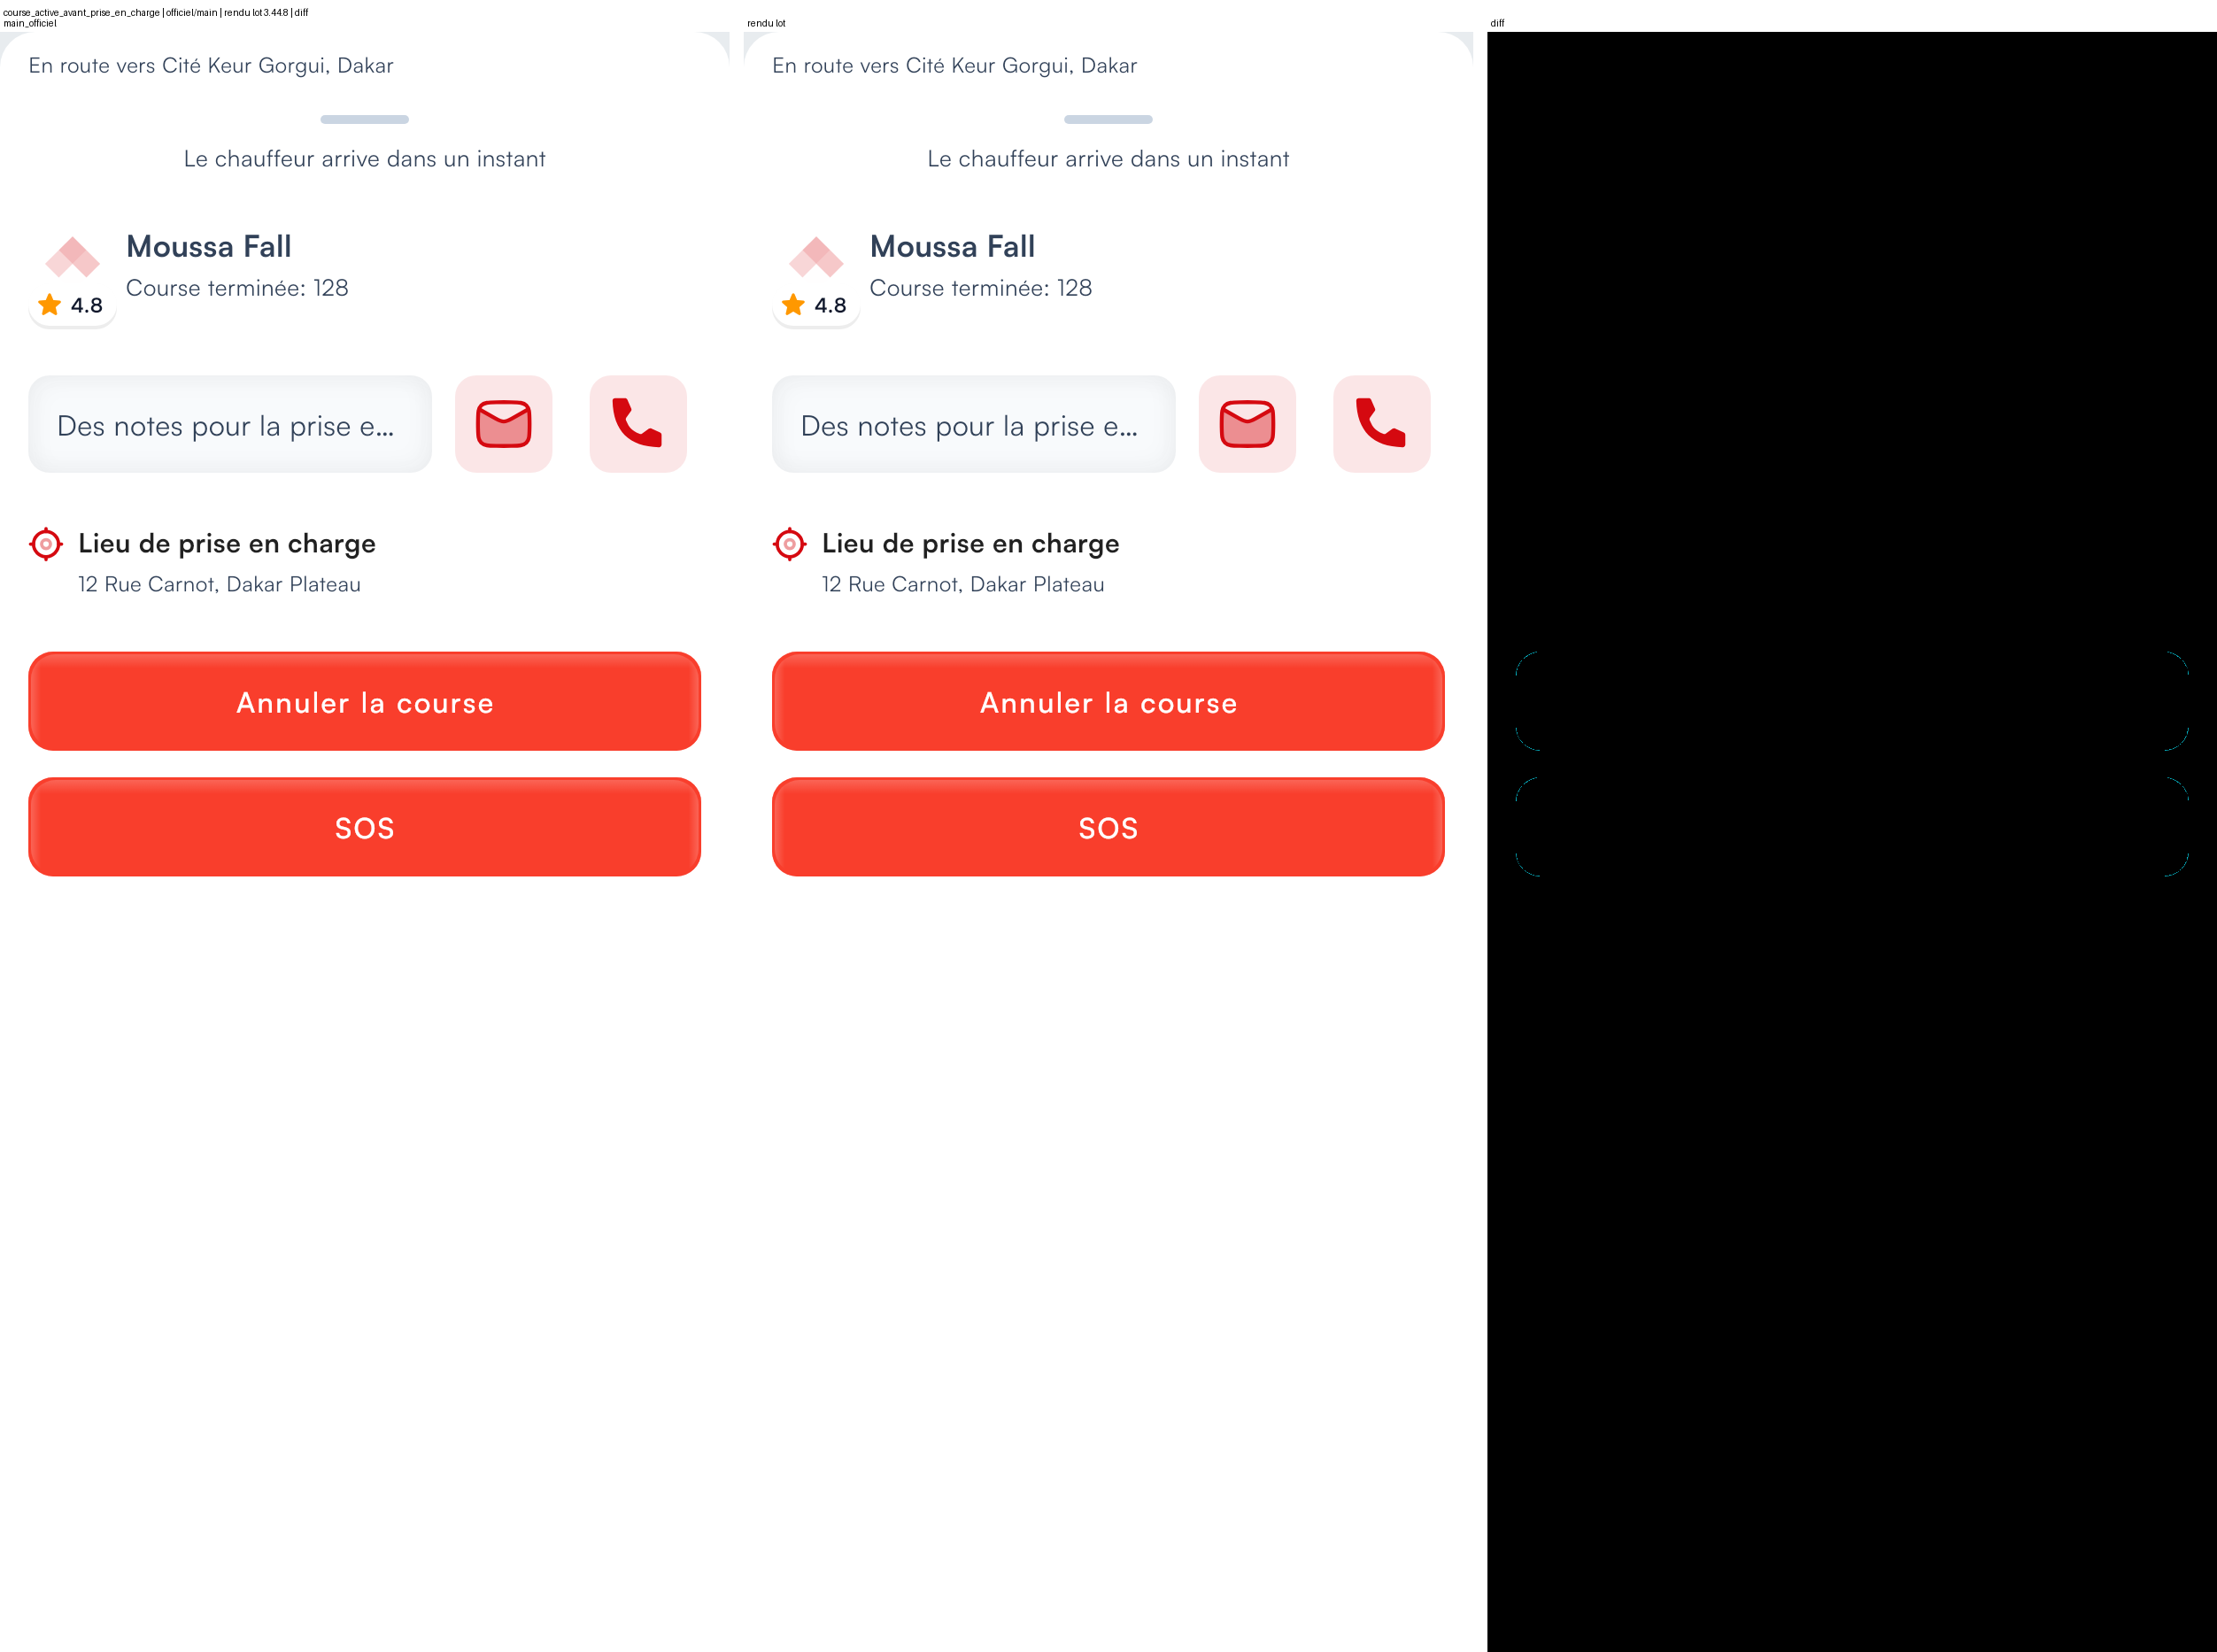 course_active_avant_prise_en_charge | officiel/main | rendu lot 3.44.8 | diff
main_officiel
rendu lot
diff
En route vers Cité Keur Gorgui, Dakar
Le chauffeur arrive dans un instant
Moussa Fall
Course terminée: 128
4.8
Des notes pour la prise e...
Lieu de prise en charge
12 Rue Carnot, Dakar Plateau
Annuler la course
SOS
En route vers Cité Keur Gorgui, Dakar
Le chauffeur arrive dans un instant
Moussa Fall
Course terminée: 128
4.8
Des notes pour la prise e...
Lieu de prise en charge
12 Rue Carnot, Dakar Plateau
Annuler la course
SOS